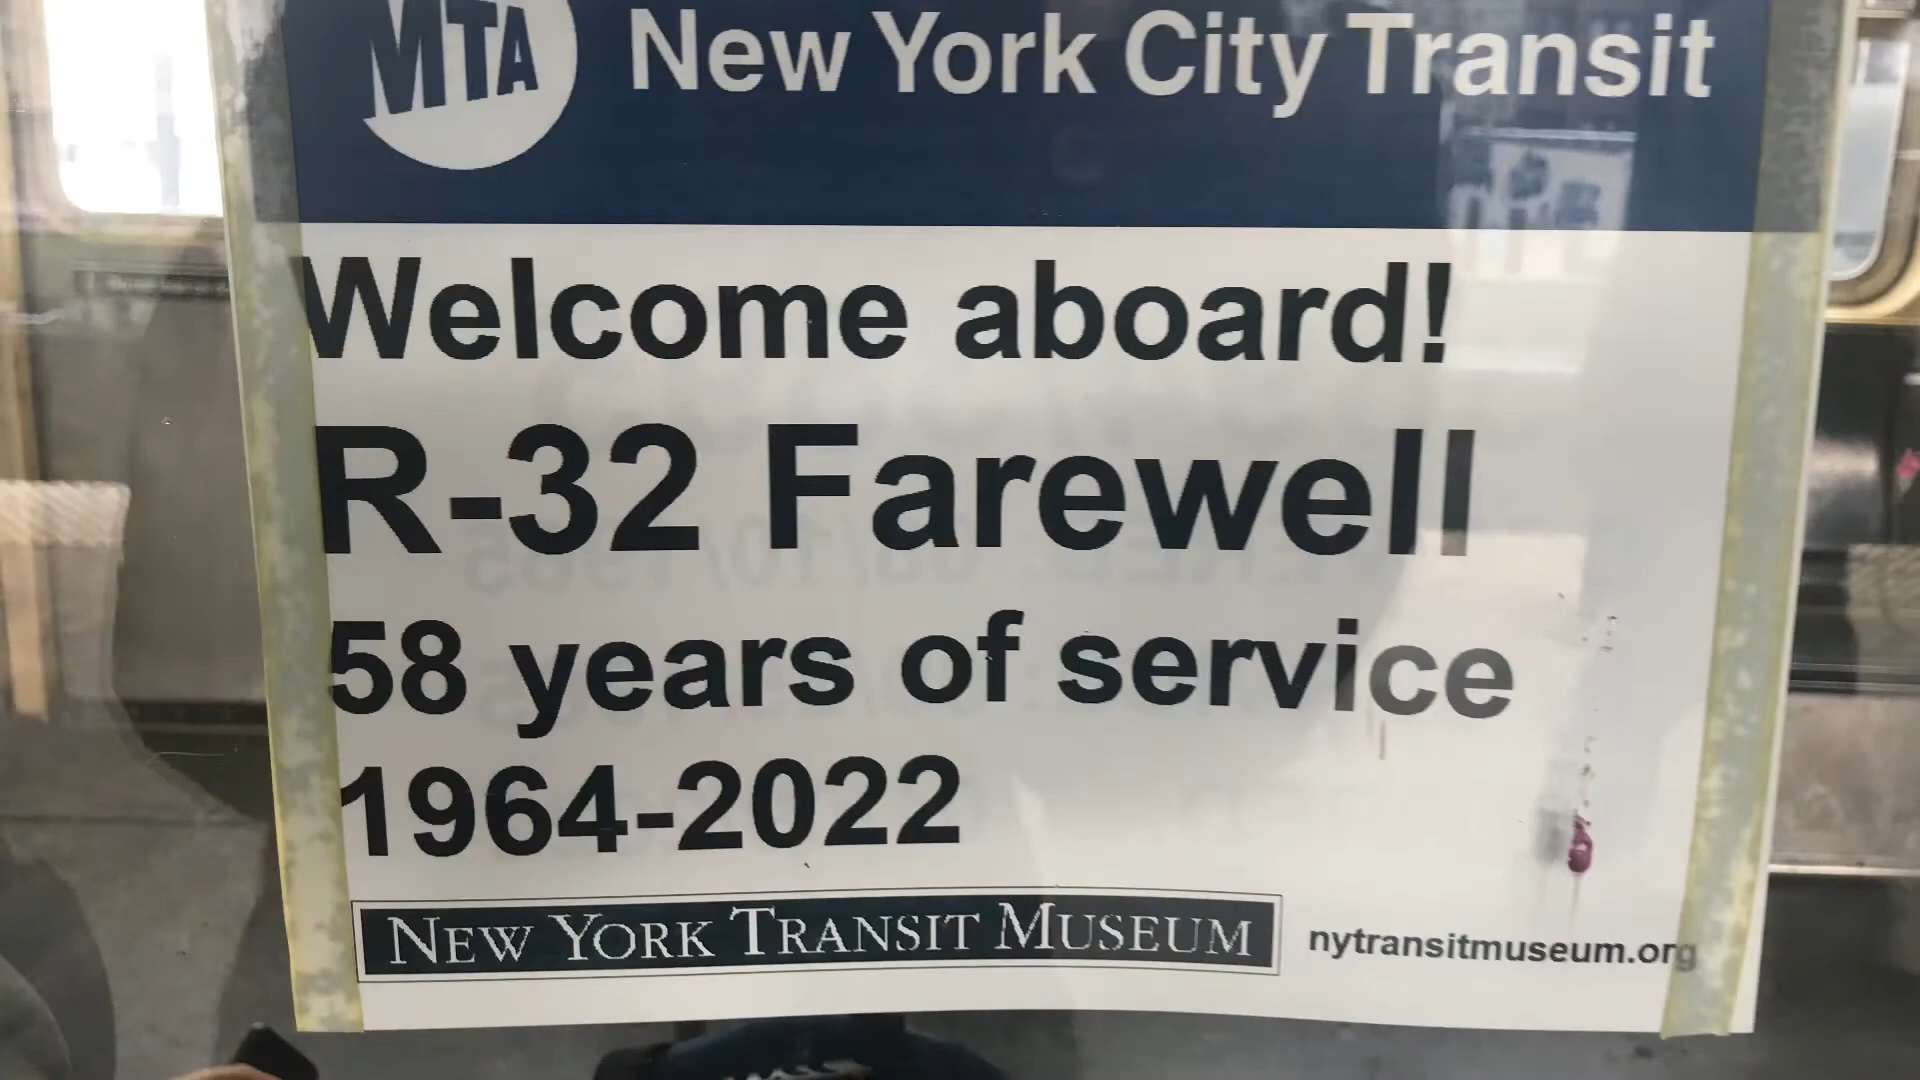 MTA New York City Transit
Welcome aboard!
R-32 Farewell
58 years of service
1964-2022
NEW YORK TRANSIT MUSEUM nytransitmuseum.org